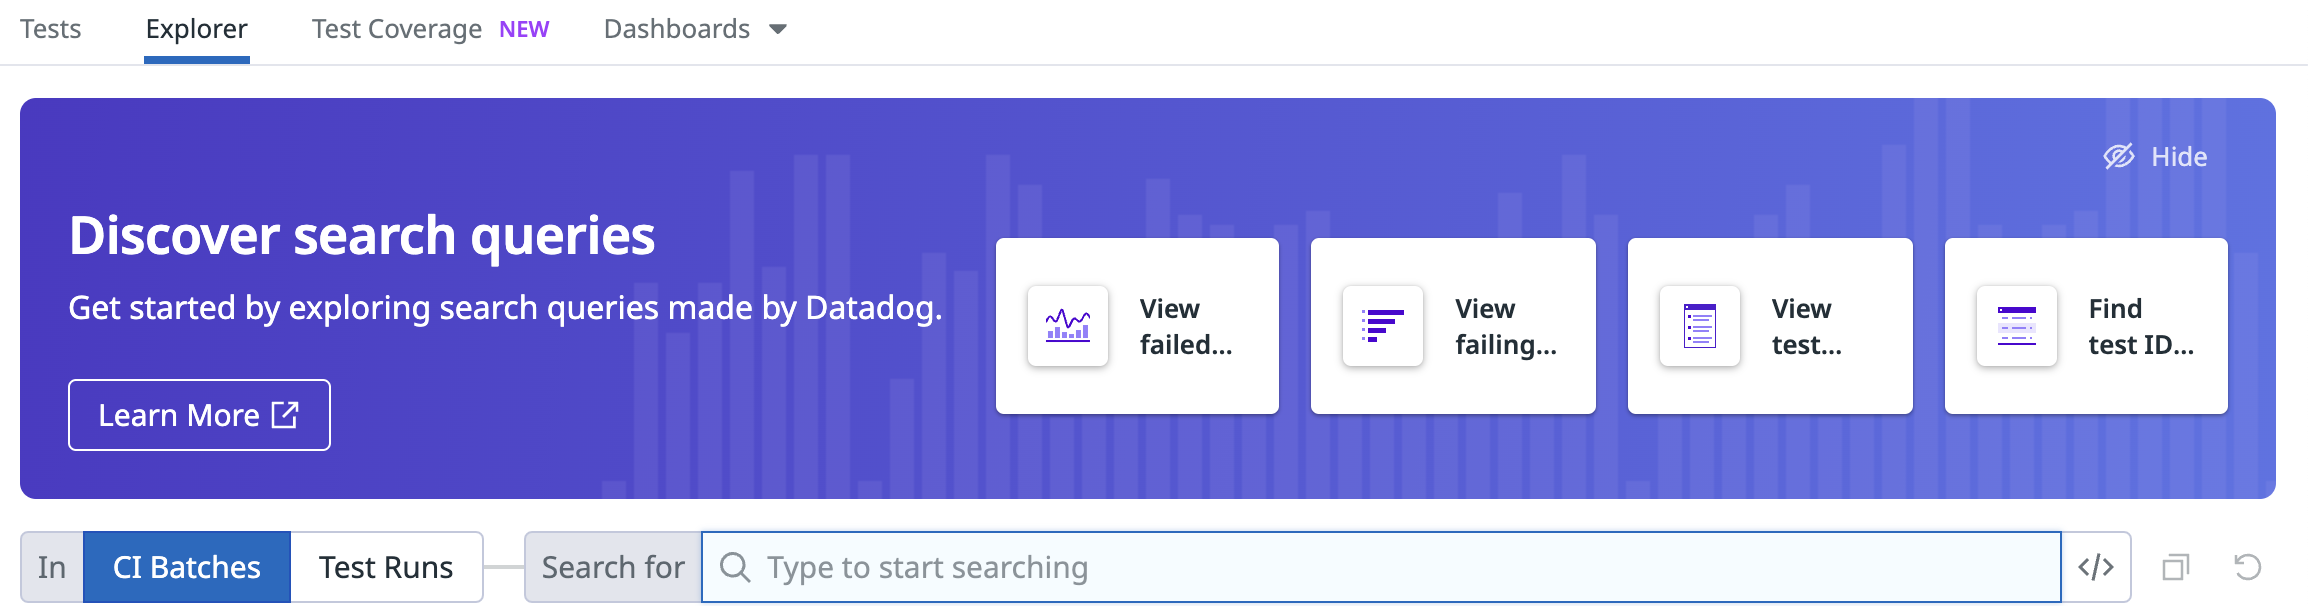 Tests Explorer Test Coverage NEW Dashboards
Hide
Discover search queries
Get started by exploring search queries made by Datadog.
Learn More
View
failed...
View
failing...
View
test...
Find
test ID...
In CI Batches Test Runs Search for Type to start searching </>